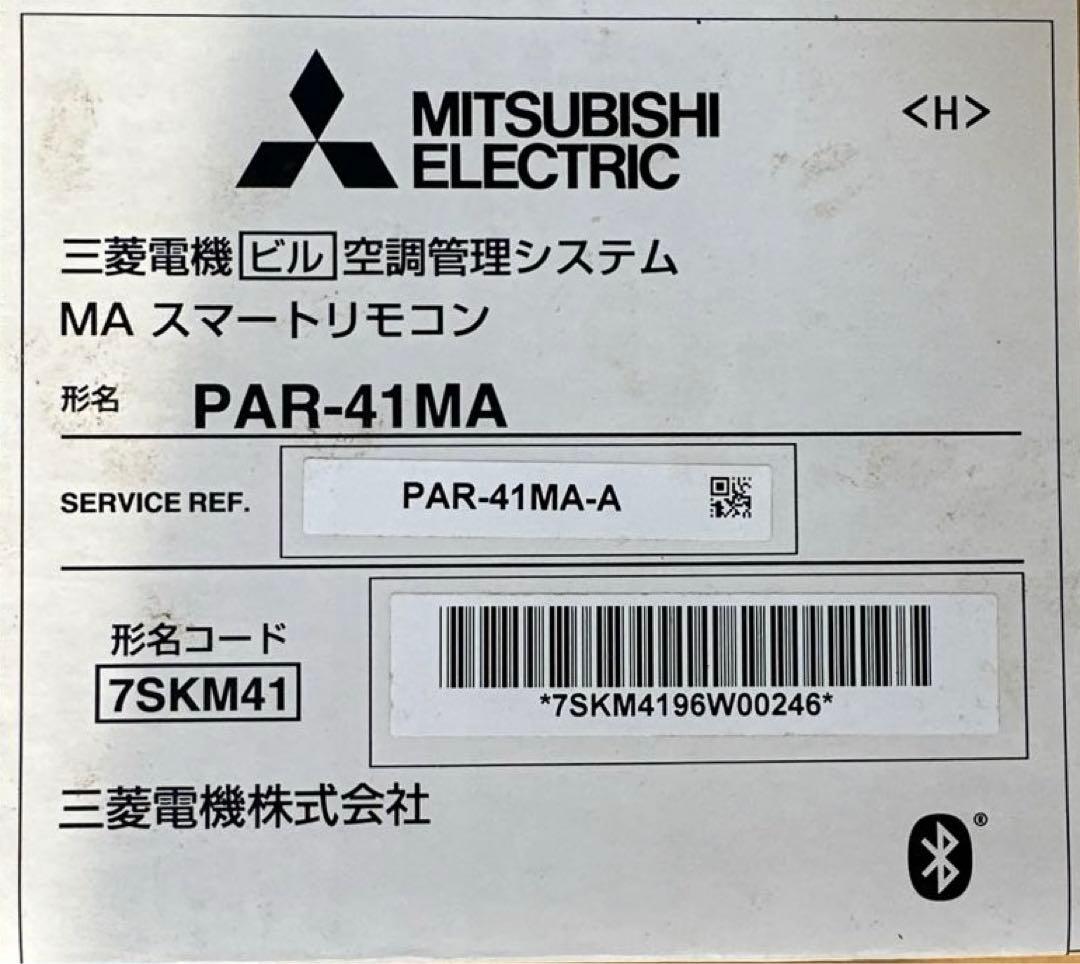 MITSUBISHI
ELECTRIC
<H>
三菱電機ビル空調管理システム
MA スマートリモコン
形名 PAR-41MA
SERVICE REF. PAR-41MA-A
形名コード
7SKM41
*7SKM4196W00246*
三菱電機株式会社
®